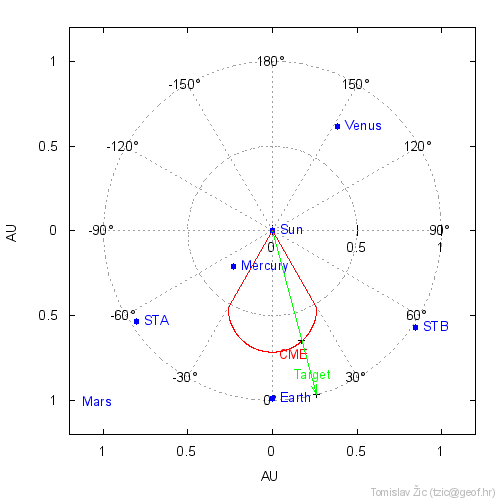 1
180°
-150°
150°
Venus
0.5
-120°
120°
AU
0
-90°
Sun
90°
0
0.5
1
Mercury
0.5
-60°
STA
60°
STB
CME
Target
-30°
30°
1
Mars
0°
Earth
1
0.5
0
0.5
1
AU
Tomislav Žic (tzic@geof.hr)